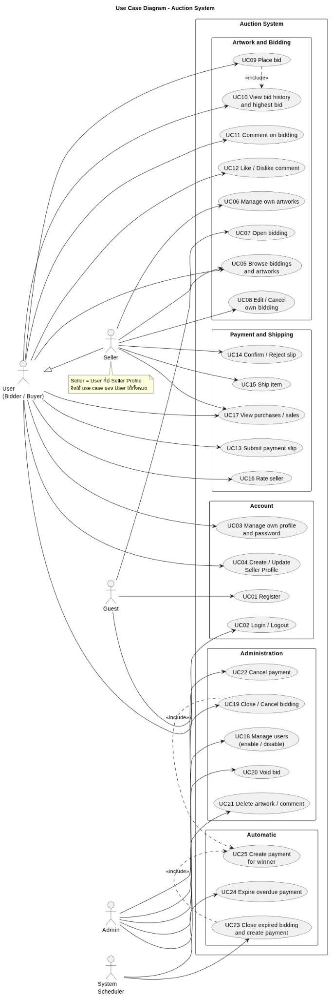 Use Case Diagram - Auction System
Auction System
Artwork and Bidding
UC09 Place bid
«include»
UC10 View bid history
and highest bid
UC11 Comment on bidding
UC12 Like / Dislike comment
UC06 Manage own artworks
UC07 Open bidding
UC05 Browse biddings
and artworks
UC08 Edit / Cancel
own bidding
Payment and Shipping
UC14 Confirm / Reject slip
UC15 Ship item
UC17 View purchases / sales
UC13 Submit payment slip
UC16 Rate seller
Seller
Seller = User ที่มี Seller Profile
จึงใช้ use case ของ User ได้ทั้งหมด
User
(Bidder / Buyer)
Account
UC03 Manage own profile
and password
UC04 Create / Update
Seller Profile
UC01 Register
UC02 Login / Logout
Guest
Administration
UC22 Cancel payment
UC19 Close / Cancel bidding
«include»
UC18 Manage users
(enable / disable)
UC20 Void bid
UC21 Delete artwork / comment
Automatic
UC25 Create payment
for winner
«include»
UC24 Expire overdue payment
UC23 Close expired bidding
and create payment
Admin
System
Scheduler